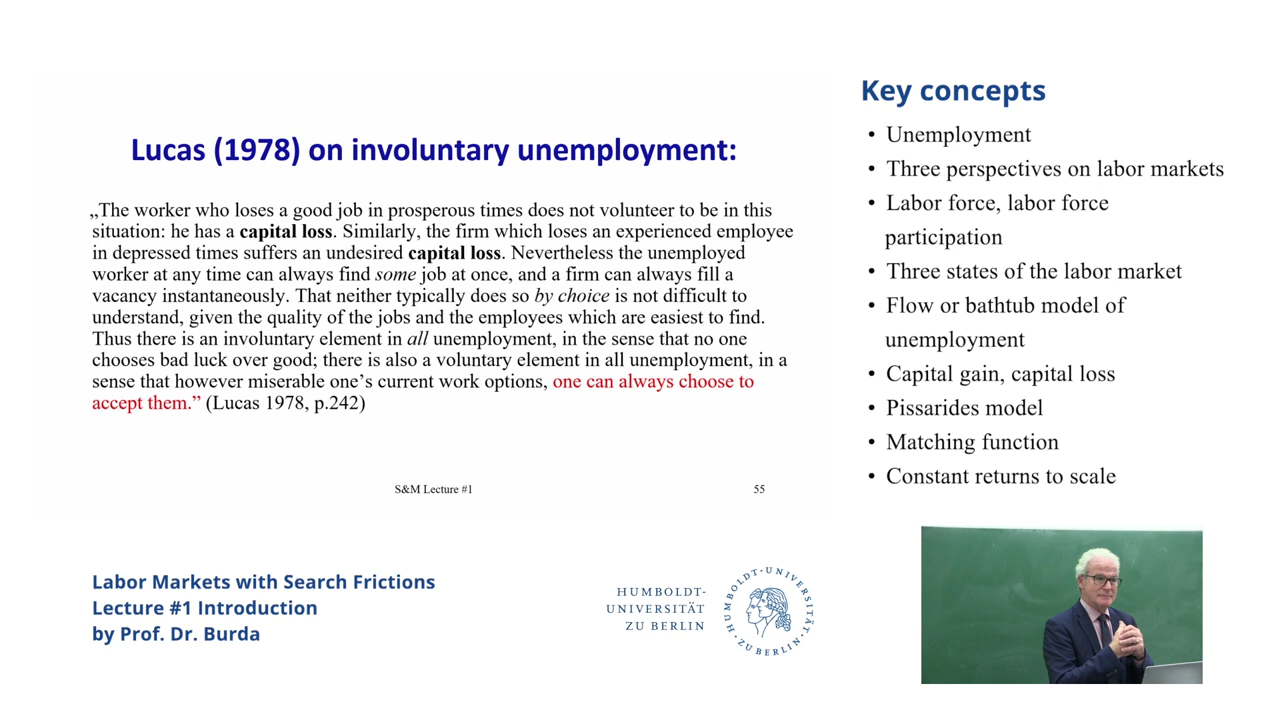 Lucas (1978) on involuntary unemployment:
„The worker who loses a good job in prosperous times does not volunteer to be in this
situation: he has a capital loss. Similarly, the firm which loses an experienced employee
in depressed times suffers an undesired capital loss. Nevertheless the unemployed
worker at any time can always find some job at once, and a firm can always fill a
vacancy instantaneously. That neither typically does so by choice is not difficult to
understand, given the quality of the jobs and the employees which are easiest to find.
Thus there is an involuntary element in all unemployment, in the sense that no one
chooses bad luck over good; there is also a voluntary element in all unemployment, in a
sense that however miserable one’s current work options, one can always choose to
accept them.” (Lucas 1978, p.242)
S&M Lecture #1
55
Key concepts
• Unemployment
• Three perspectives on labor markets
• Labor force, labor force
participation
• Three states of the labor market
• Flow or bathtub model of
unemployment
• Capital gain, capital loss
• Pissarides model
• Matching function
• Constant returns to scale
Labor Markets with Search Frictions
Lecture #1 Introduction
by Prof. Dr. Burda
HUMBOLDT-
UNIVERSITÄT
ZU BERLIN
HUMBOLDT-UNIVERSITÄT
· ZU BERLIN ·